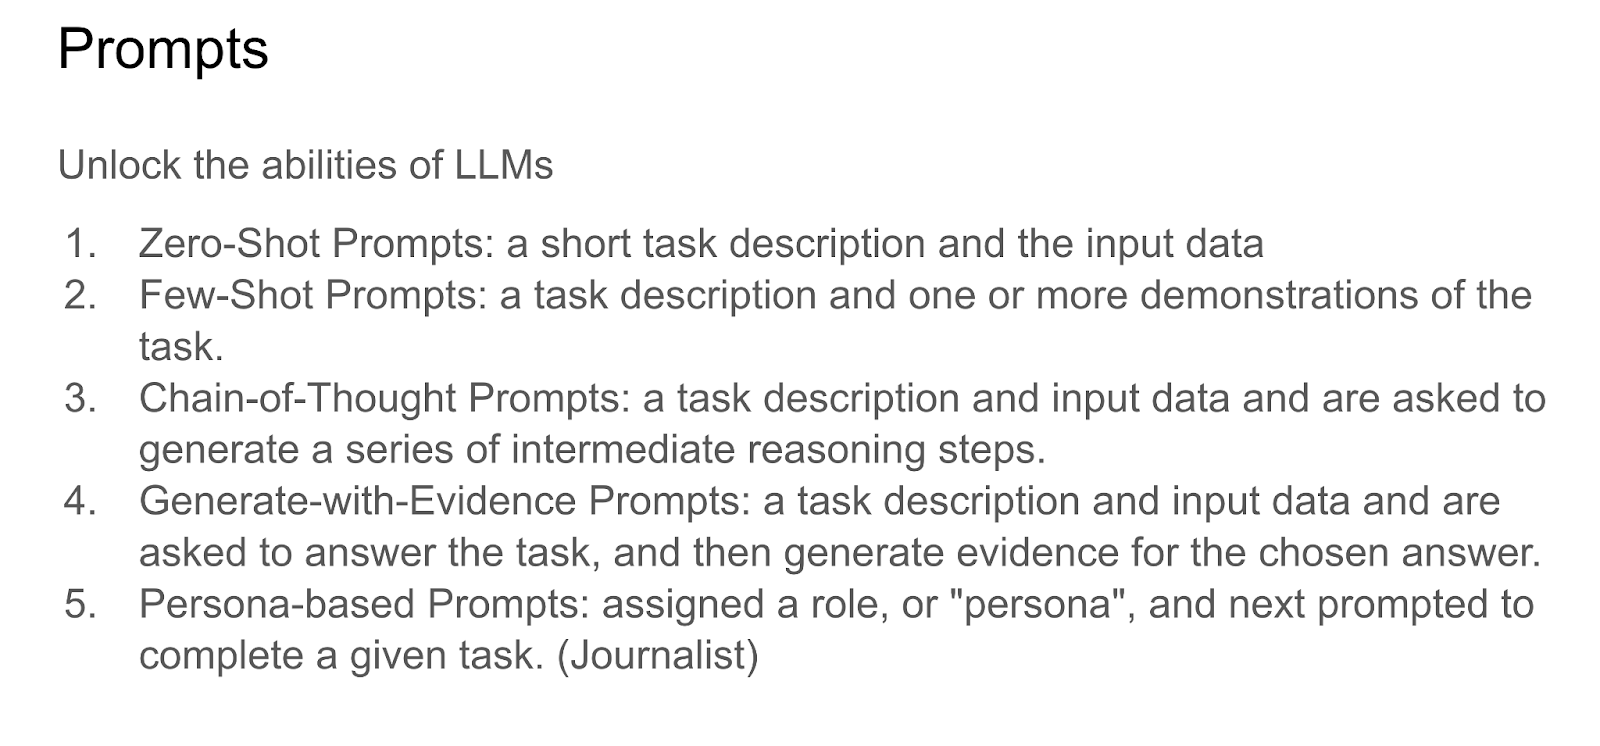 Prompts
Unlock the abilities of LLMs
1. Zero-Shot Prompts: a short task description and the input data
2. Few-Shot Prompts: a task description and one or more demonstrations of the
task.
3. Chain-of-Thought Prompts: a task description and input data and are asked to
generate a series of intermediate reasoning steps.
4. Generate-with-Evidence Prompts: a task description and input data and are
asked to answer the task, and then generate evidence for the chosen answer.
5. Persona-based Prompts: assigned a role, or "persona", and next prompted to
complete a given task. (Journalist)